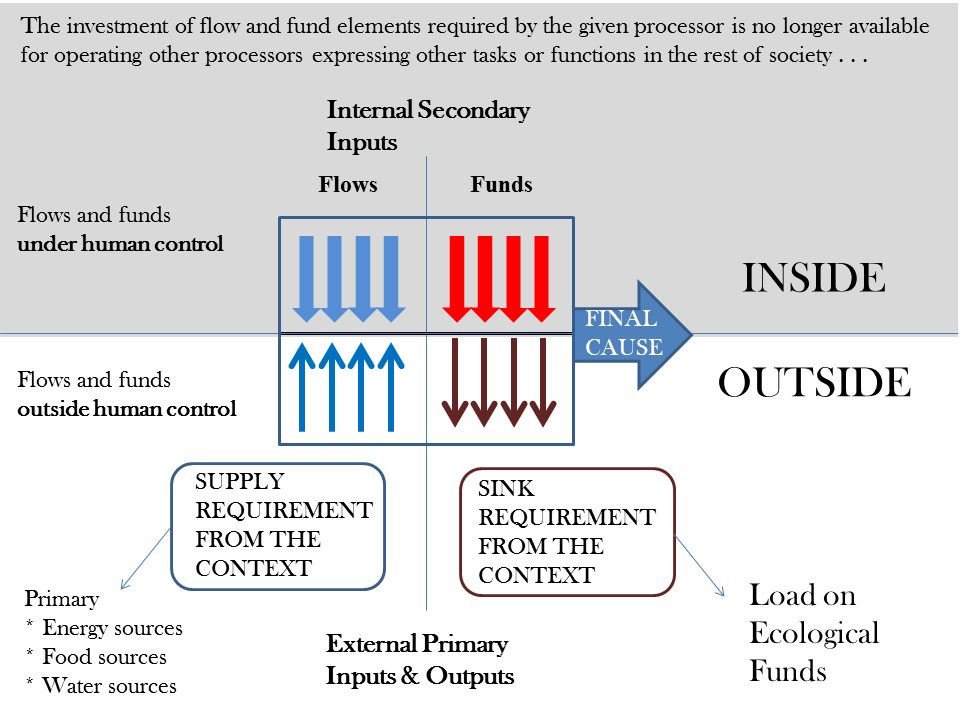 The investment of flow and fund elements required by the given processor is no longer available
for operating other processors expressing other tasks or functions in the rest of society . . .
Internal Secondary
Inputs
Flows
Funds
Flows and funds
under human control
INSIDE
FINAL
CAUSE
Flows and funds
outside human control
OUTSIDE
SUPPLY
REQUIREMENT
FROM THE
CONTEXT
SINK
REQUIREMENT
FROM THE
CONTEXT
Primary
* Energy sources
* Food sources
* Water sources
External Primary
Inputs & Outputs
Load on
Ecological
Funds